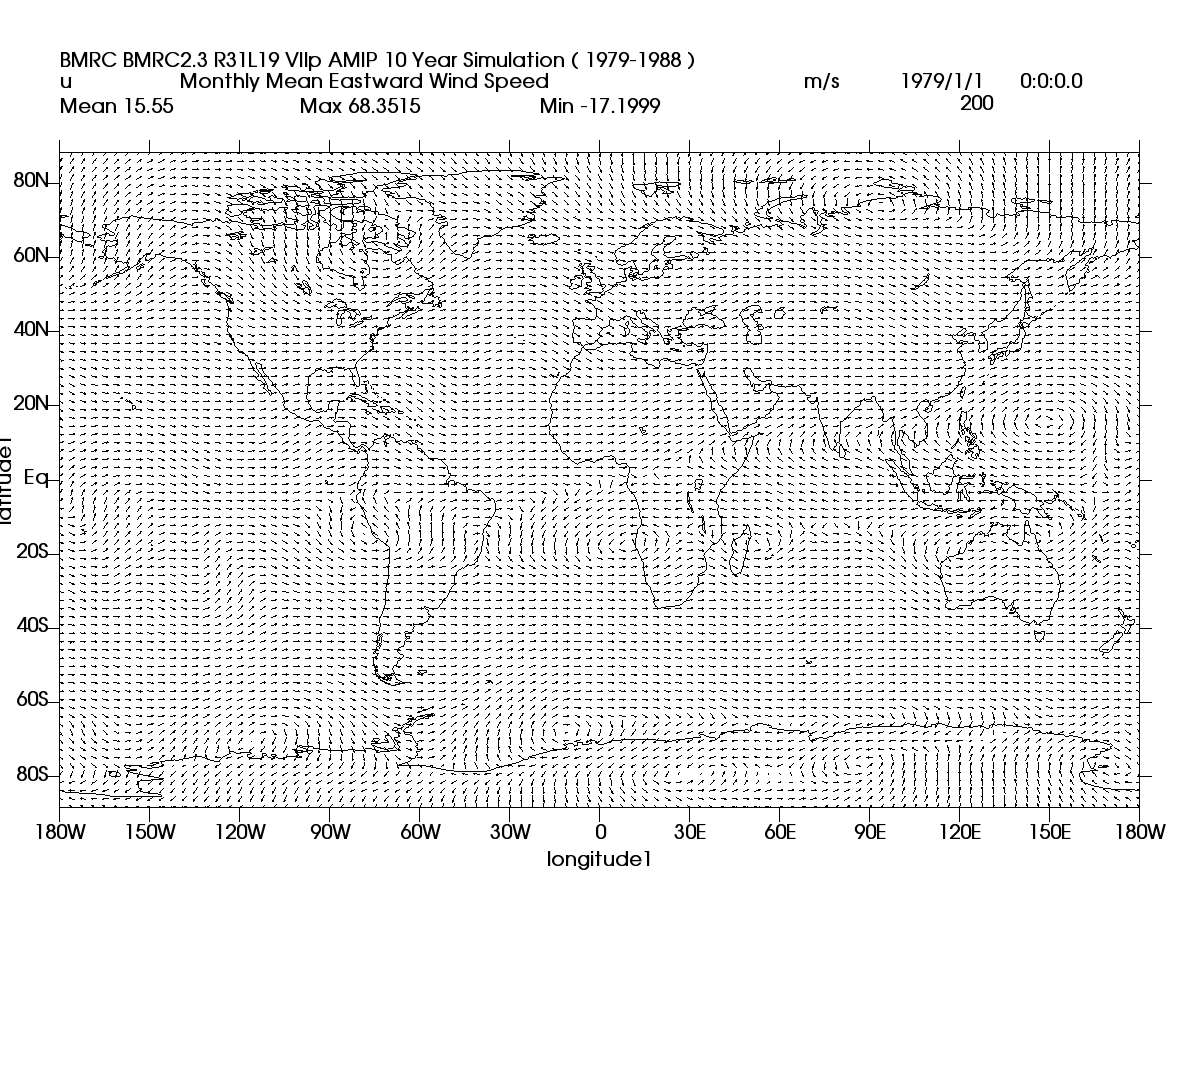 BMRC BMRC2.3 R31L19 VIIp AMIP 10 Year Simulation ( 1979-1988 )
u Monthly Mean Eastward Wind Speed m/s 1979/1/1 0:0:0.0
Mean 15.55 Max 68.3515 Min -17.1999 200
80N
60N
40N
20N
Eq
20S
40S
60S
80S
latitude1
180W 150W 120W 90W 60W 30W 0 30E 60E 90E 120E 150E 180W
longitude1